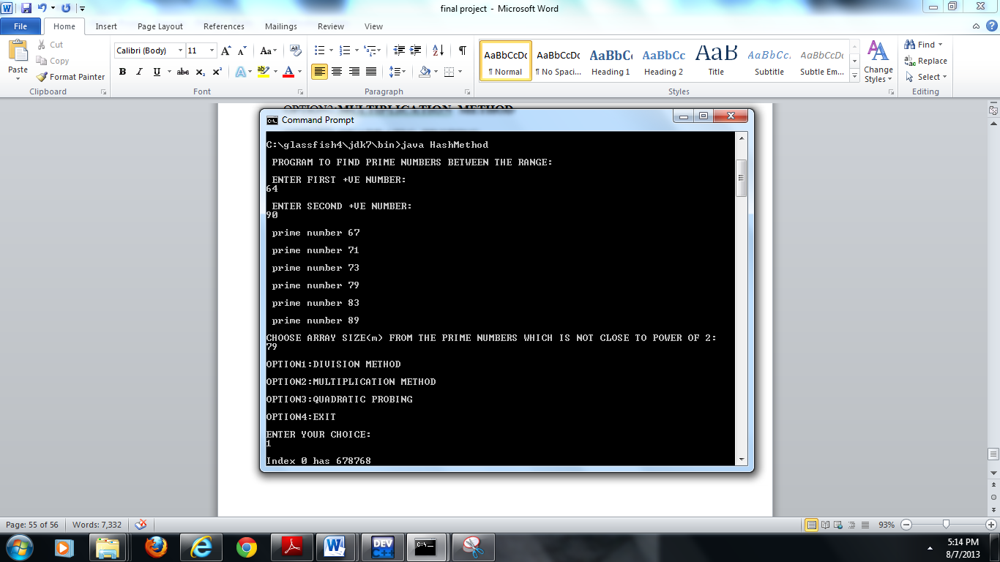 final project - Microsoft Word
File Home Insert Page Layout References Mailings Review View
Paste
Cut
Copy
Format Painter
Calibri (Body) 11
Aa
B I U abc x₂ x²
AaBbCcDc AaBbCcDc AaBbC AaBbCc AaB AaBbCc. AaBbCcDc
¶ Normal ¶ No Spaci... Heading 1 Heading 2 Title Subtitle Subtle Em...
Change
Styles
Find
Replace
Select
Clipboard Font Paragraph Styles Editing
Command Prompt
C:\glassfish4\jdk7\bin>java HashMethod
PROGRAM TO FIND PRIME NUMBERS BETWEEN THE RANGE:
ENTER FIRST +VE NUMBER:
64
ENTER SECOND +VE NUMBER:
90
prime number 67
prime number 71
prime number 73
prime number 79
prime number 83
prime number 89
CHOOSE ARRAY SIZE(m) FROM THE PRIME NUMBERS WHICH IS NOT CLOSE TO POWER OF 2:
79
OPTION1:DIVISION METHOD
OPTION2:MULTIPLICATION METHOD
OPTION3:QUADRATIC PROBING
OPTION4:EXIT
ENTER YOUR CHOICE:
1
Index 0 has 678768
Page: 55 of 56 Words: 7,332 93%
DEV
C++
5:14 PM
8/7/2013